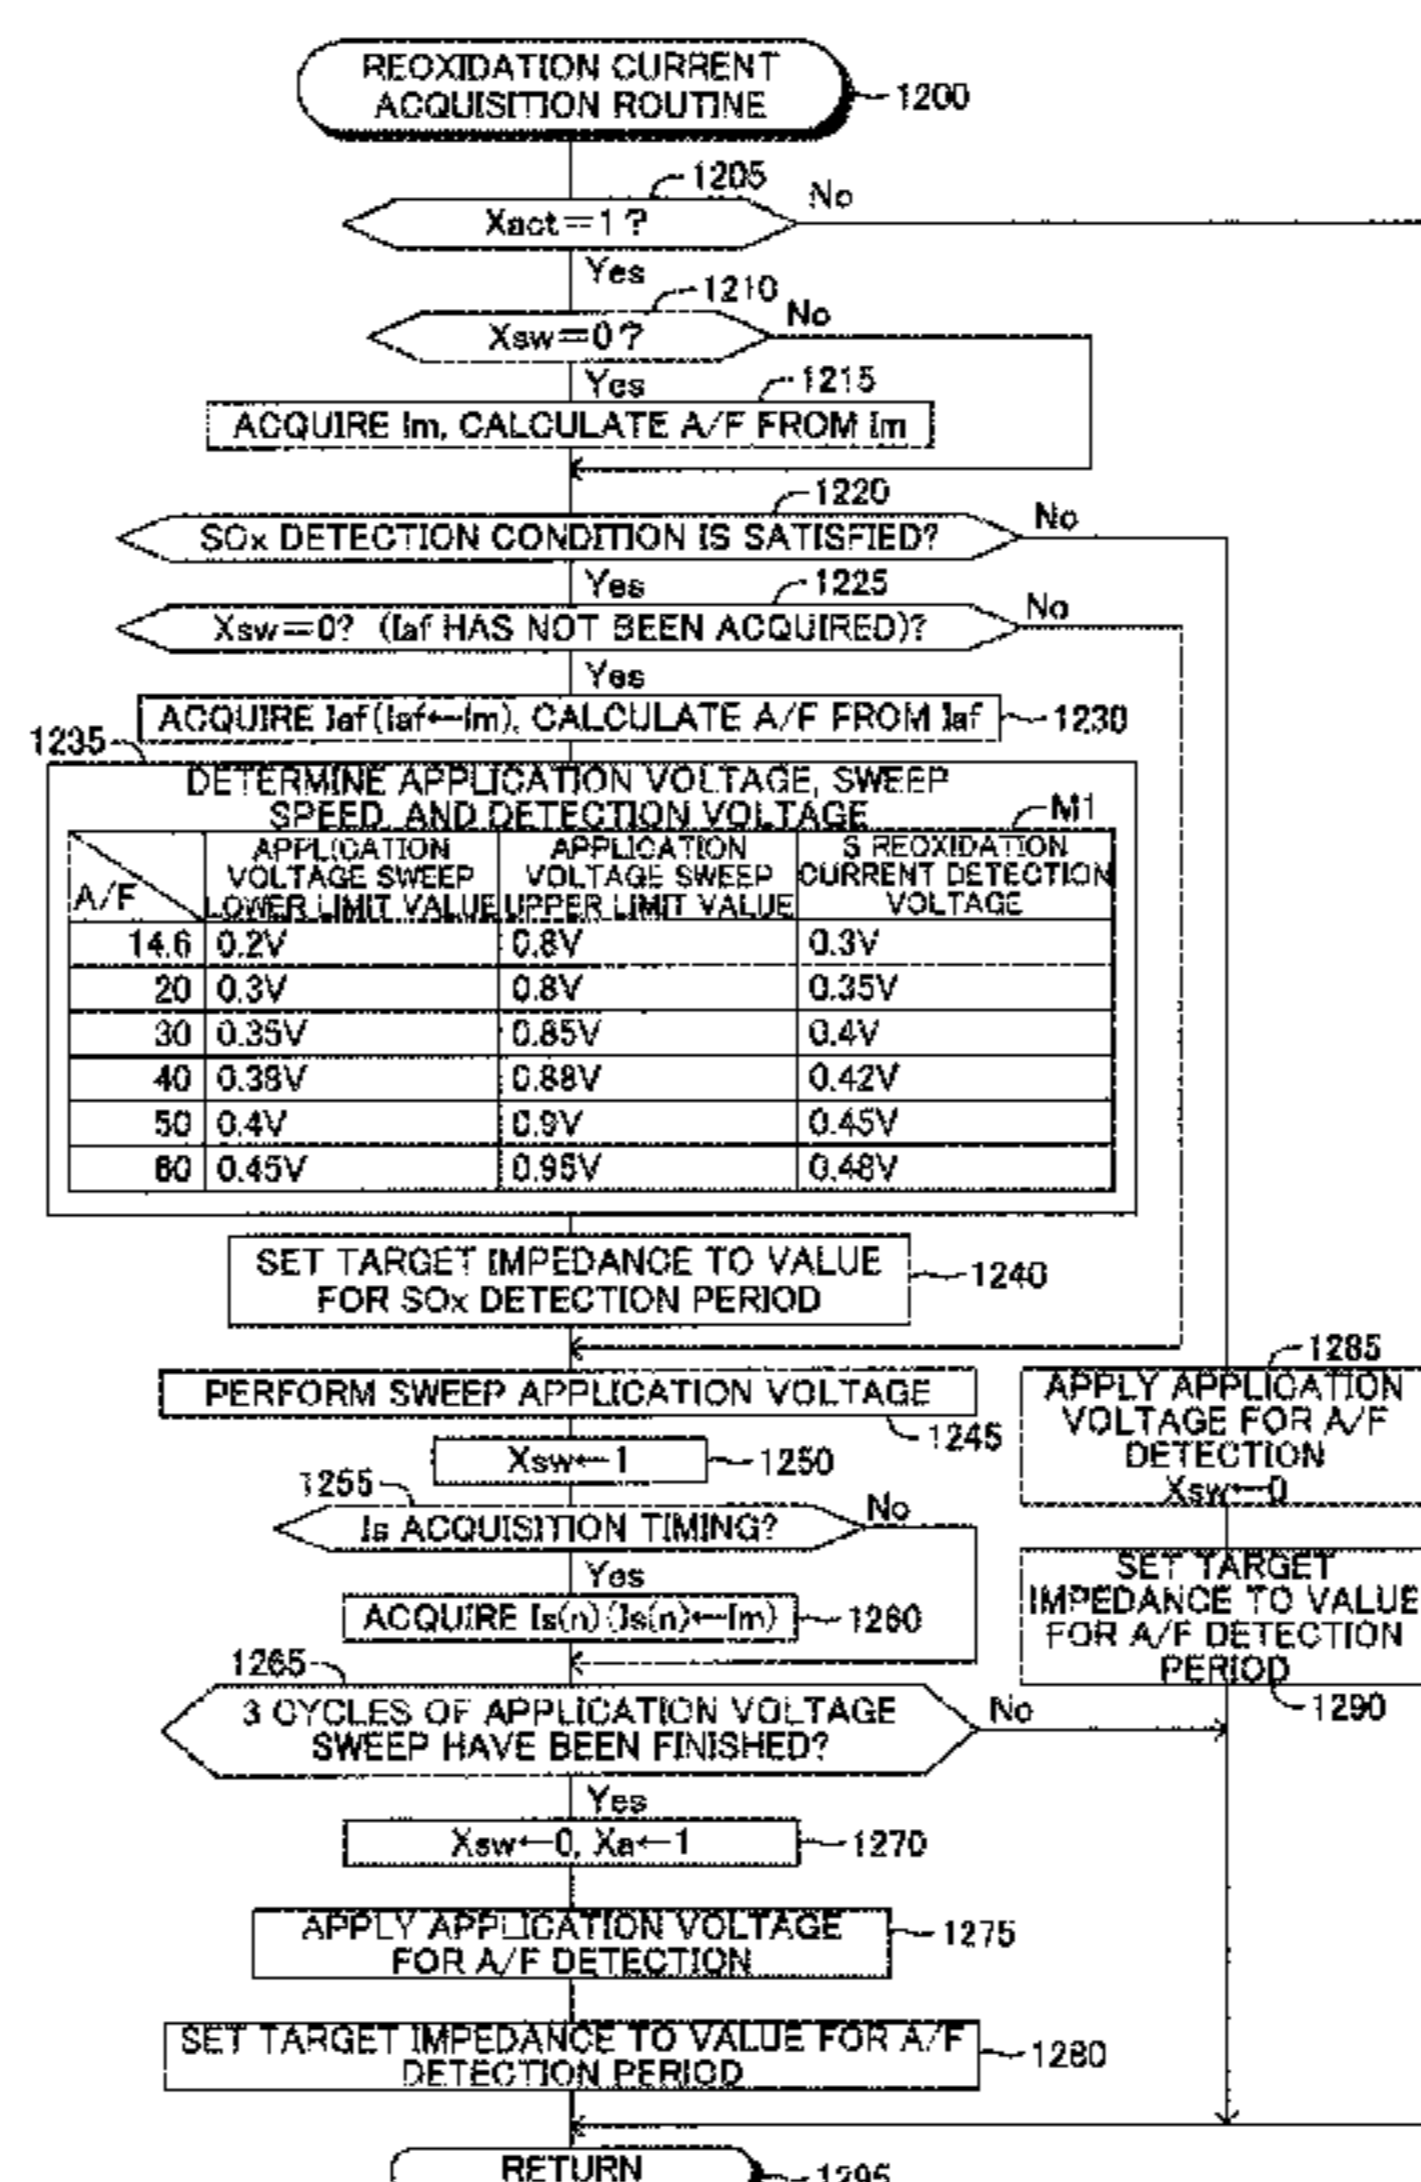 REOXIDATION CURRENT
ACQUISITION ROUTINE
1200
1205
No
Xact=1?
Yes
1210
No
Xsw=0?
Yes
1215
ACQUIRE Im, CALCULATE A/F FROM Im
1220
No
SOx DETECTION CONDITION IS SATISFIED?
Yes
1225
No
Xsw=0? (Iaf HAS NOT BEEN ACQUIRED)?
Yes
ACQUIRE Iaf(Iaf←Im), CALCULATE A/F FROM Iaf
1230
1235
DETERMINE APPLICATION VOLTAGE, SWEEP
SPEED, AND DETECTION VOLTAGE
M1
A/F
APPLICATION
VOLTAGE SWEEP
LOWER LIMIT VALUE
APPLICATION
VOLTAGE SWEEP
UPPER LIMIT VALUE
S REOXIDATION
CURRENT DETECTION
VOLTAGE
14.6 0.2V 0.8V 0.3V
20 0.3V 0.8V 0.35V
30 0.35V 0.85V 0.4V
40 0.38V 0.88V 0.42V
50 0.4V 0.9V 0.45V
60 0.45V 0.95V 0.48V
SET TARGET IMPEDANCE TO VALUE
FOR SOx DETECTION PERIOD
1240
PERFORM SWEEP APPLICATION VOLTAGE
1245
Xsw←1
1250
1255
No
Is ACQUISITION TIMING?
Yes
ACQUIRE Is(n)(Is(n)←Im)
1260
1265
3 CYCLES OF APPLICATION VOLTAGE
SWEEP HAVE BEEN FINISHED?
No
Yes
Xsw←0, Xa←1
1270
APPLY APPLICATION VOLTAGE
FOR A/F DETECTION
1275
SET TARGET IMPEDANCE TO VALUE FOR A/F
DETECTION PERIOD
1280
1285
APPLY APPLICATION
VOLTAGE FOR A/F
DETECTION
Xsw←0
SET TARGET
IMPEDANCE TO VALUE
FOR A/F DETECTION
PERIOD
1290
RETURN
1295